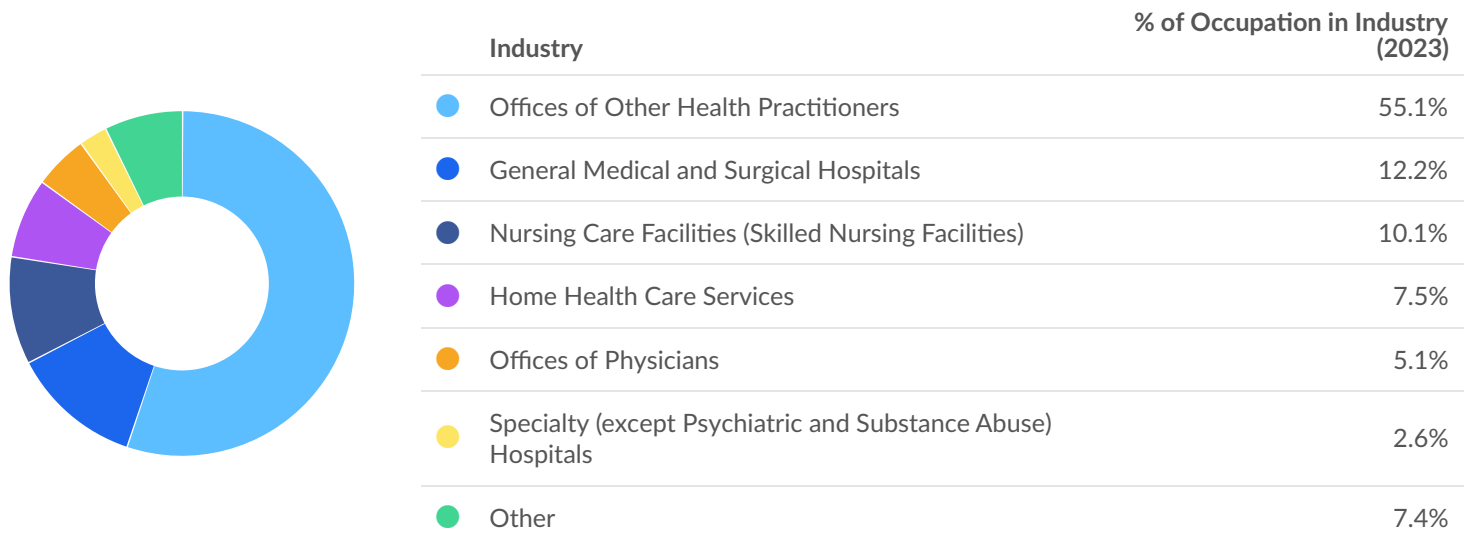 % of Occupation in Industry
Industry (2023)
Offices of Other Health Practitioners 55.1%
General Medical and Surgical Hospitals 12.2%
Nursing Care Facilities (Skilled Nursing Facilities) 10.1%
Home Health Care Services 7.5%
Offices of Physicians 5.1%
Specialty (except Psychiatric and Substance Abuse)
Hospitals 2.6%
Other 7.4%